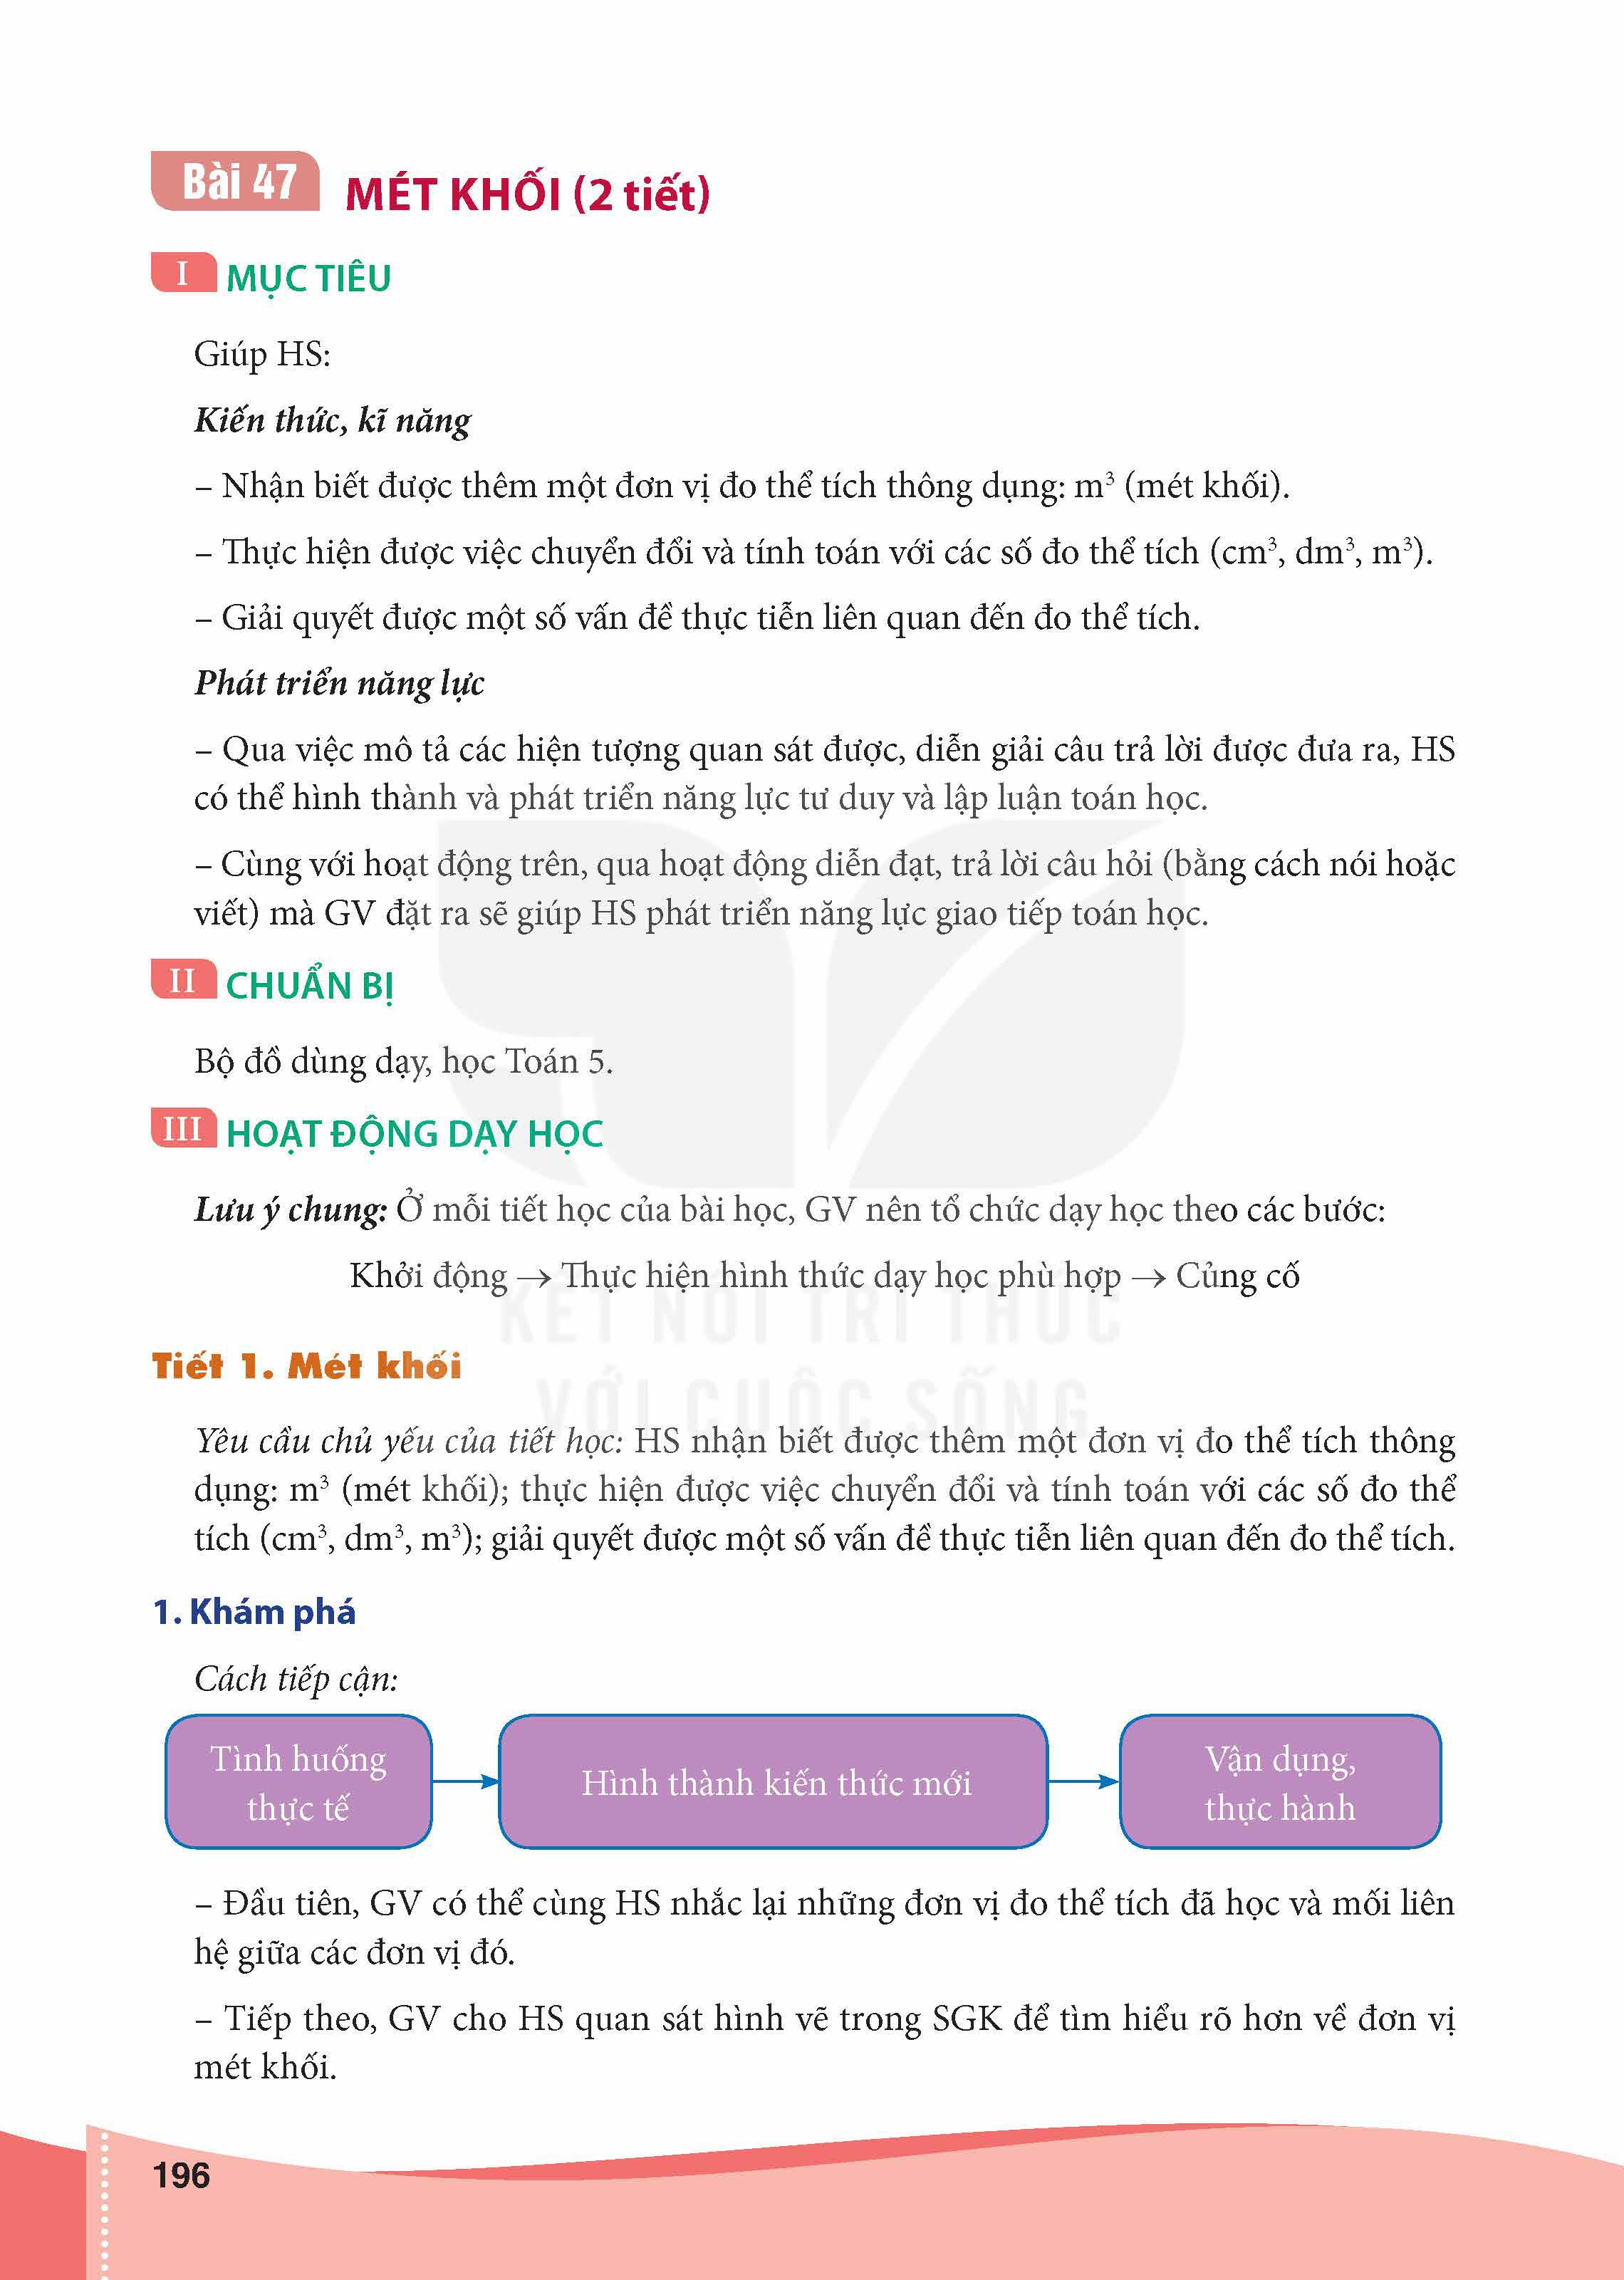 Bài 47 MÉT KHỐI (2 tiết)
I MỤC TIÊU
Giúp HS:
Kiến thức, kĩ năng
– Nhận biết được thêm một đơn vị đo thể tích thông dụng: m³ (mét khối).
– Thực hiện được việc chuyển đổi và tính toán với các số đo thể tích (cm³, dm³, m³).
– Giải quyết được một số vấn đề thực tiễn liên quan đến đo thể tích.
Phát triển năng lực
– Qua việc mô tả các hiện tượng quan sát được, diễn giải câu trả lời được đưa ra, HS
có thể hình thành và phát triển năng lực tư duy và lập luận toán học.
– Cùng với hoạt động trên, qua hoạt động diễn đạt, trả lời câu hỏi (bằng cách nói hoặc
viết) mà GV đặt ra sẽ giúp HS phát triển năng lực giao tiếp toán học.
II CHUẨN BỊ
Bộ đồ dùng dạy, học Toán 5.
III HOẠT ĐỘNG DẠY HỌC
Lưu ý chung: Ở mỗi tiết học của bài học, GV nên tổ chức dạy học theo các bước:
Khởi động → Thực hiện hình thức dạy học phù hợp → Củng cố
KẾT NỐI TRI THỨC
Tiết 1. Mét khối
VỚI CUỘC SỐNG
Yêu cầu chủ yếu của tiết học: HS nhận biết được thêm một đơn vị đo thể tích thông
dụng: m³ (mét khối); thực hiện được việc chuyển đổi và tính toán với các số đo thể
tích (cm³, dm³, m³); giải quyết được một số vấn đề thực tiễn liên quan đến đo thể tích.
1. Khám phá
Cách tiếp cận:
Tình huống
thực tế
Hình thành kiến thức mới
Vận dụng,
thực hành
– Đầu tiên, GV có thể cùng HS nhắc lại những đơn vị đo thể tích đã học và mối liên
hệ giữa các đơn vị đó.
– Tiếp theo, GV cho HS quan sát hình vẽ trong SGK để tìm hiểu rõ hơn về đơn vị
mét khối.
196